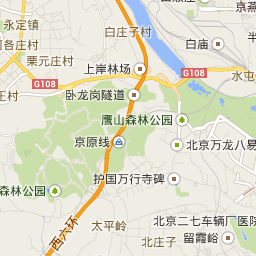 京燕
永定镇
白庄子村
各庄村
白庙
栗元庄村
上岸林场
G108
水屯
G108
卧龙岗隧道
鹰山森林公园
京原线
北京万龙八易
森林公园
护国万行寺碑
西六环
太平岭
北京二七车辆厂医院
北庄子
留霞峪